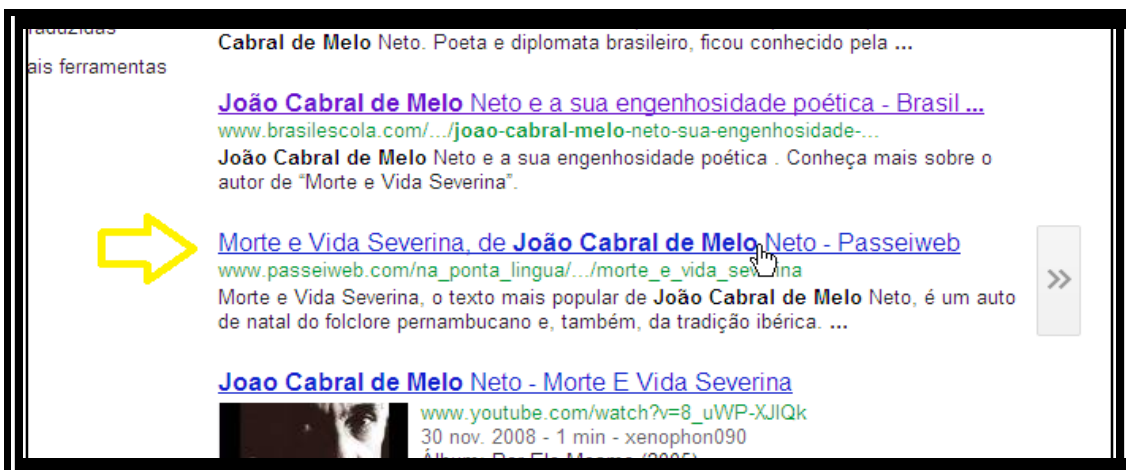 Cabral de Melo Neto. Poeta e diplomata brasileiro, ficou conhecido pela ...
ais ferramentas
João Cabral de Melo Neto e a sua engenhosidade poética - Brasil ...
www.brasilescola.com/.../joao-cabral-melo-neto-sua-engenhosidade-...
João Cabral de Melo Neto e a sua engenhosidade poética . Conheça mais sobre o
autor de “Morte e Vida Severina”.
Morte e Vida Severina, de João Cabral de Melo Neto - Passeiweb
www.passeiweb.com/na_ponta_lingua/.../morte_e_vida_severina
Morte e Vida Severina, o texto mais popular de João Cabral de Melo Neto, é um auto
de natal do folclore pernambucano e, também, da tradição ibérica. ...
Joao Cabral de Melo Neto - Morte E Vida Severina
www.youtube.com/watch?v=8_uWP-XJIQk
30 nov. 2008 - 1 min - xenophon090